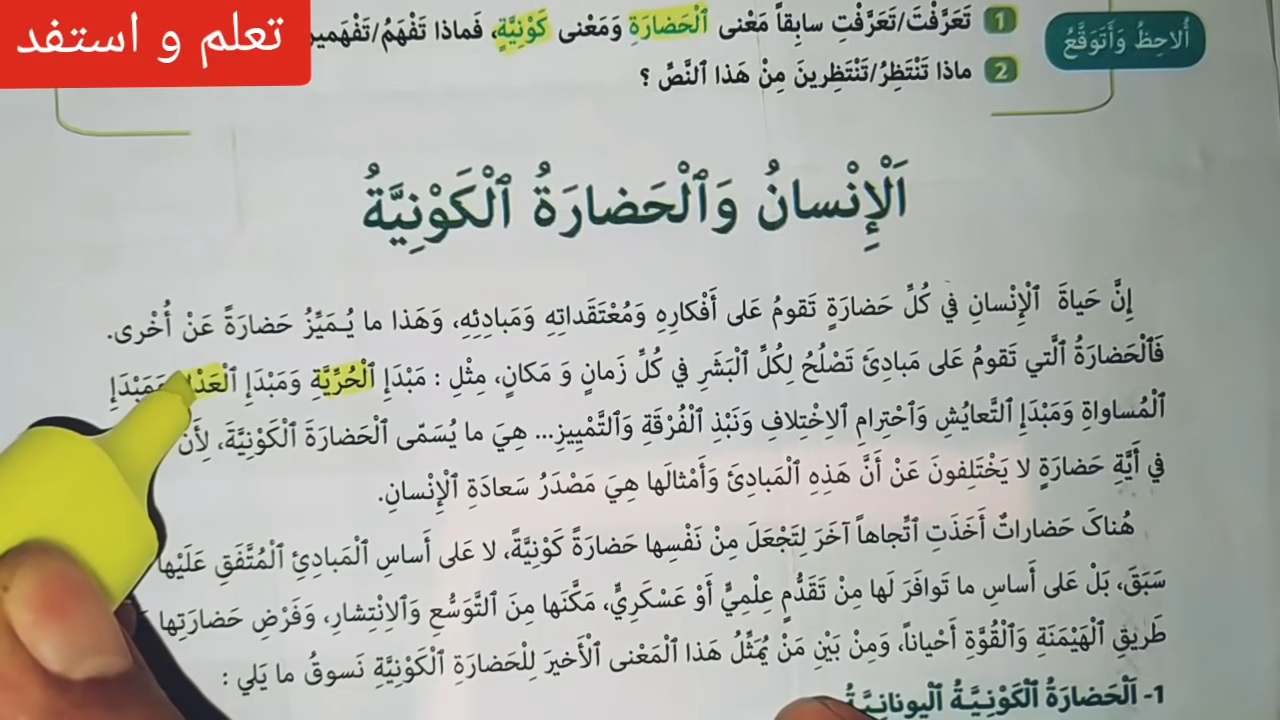 تعلم و استفد
أُلاحِظُ وَأَتَوَقَّعُ
1 تَعَرَّفْتَ/تَعَرَّفْتِ سابِقاً مَعْنى ٱلْحَضارَةِ وَمَعْنى كَوْنِيَّةٍ، فَماذا تَفْهَمُ/تَفْهَمين
2 ماذا تَنْتَظِرُ/تَنْتَظِرينَ مِنْ هَذا ٱلنَّصِّ ؟
اَلْإِنْسانُ وَٱلْحَضارَةُ ٱلْكَوْنِيَّةُ
إِنَّ حَياةَ ٱلْإِنْسانِ في كُلِّ حَضارَةٍ تَقومُ عَلى أَفْكارِهِ وَمُعْتَقَداتِهِ وَمَبادِئِهِ، وَهَذا ما يُـمَيِّزُ حَضارَةً عَنْ أُخْرى.
فَٱلْحَضارَةُ ٱلَّتي تَقومُ عَلى مَبادِئَ تَصْلُحُ لِكُلِّ ٱلْبَشَرِ في كُلِّ زَمانٍ وَ مَكانٍ، مِثْلِ : مَبْدَإِ ٱلْحُرِّيَّةِ وَمَبْدَإِ ٱلْعَدْلِ وَمَبْدَإِ
ٱلْمُساواةِ وَمَبْدَإِ ٱلتَّعايُشِ وَٱحْتِرامِ ٱلِاخْتِلافِ وَنَبْذِ ٱلْفُرْقَةِ وَٱلتَّمْيِيزِ... هِيَ ما يُسَمّى ٱلْحَضارَةَ ٱلْكَوْنِيَّةَ، لِأَنَّ
في أَيَّةِ حَضارَةٍ لا يَخْتَلِفونَ عَنْ أَنَّ هَذِهِ ٱلْمَبادِئَ وَأَمْثالَها هِيَ مَصْدَرُ سَعادَةِ ٱلْإِنْسانِ.
هُناكَ حَضاراتٌ أَخَذَتِ ٱتِّجاهاً آخَرَ لِتَجْعَلَ مِنْ نَفْسِها حَضارَةً كَوْنِيَّةً، لا عَلى أَساسِ ٱلْمَبادِئِ ٱلْمُتَّفَقِ عَلَيْها
سَبَقَ، بَلْ عَلى أَساسِ ما تَوافَرَ لَها مِنْ تَقَدُّمٍ عِلْمِيٍّ أَوْ عَسْكَرِيٍّ، مَكَّنَها مِنَ ٱلتَّوَسُّعِ وَٱلِانْتِشارِ، وَفَرْضِ حَضارَتِها
طَريقِ ٱلْهَيْمَنَةِ وَٱلْقُوَّةِ أَحْياناً، وَمِنْ بَيْنِ مَنْ يُمَثِّلُ هَذا ٱلْمَعْنى ٱلْأَخيرَ لِلْحَضارَةِ ٱلْكَوْنِيَّةِ نَسوقُ ما يَلي :
1- اَلْحَضارَةُ ٱلْكَوْنِيَّةُ ٱلْيونانِيَّةُ